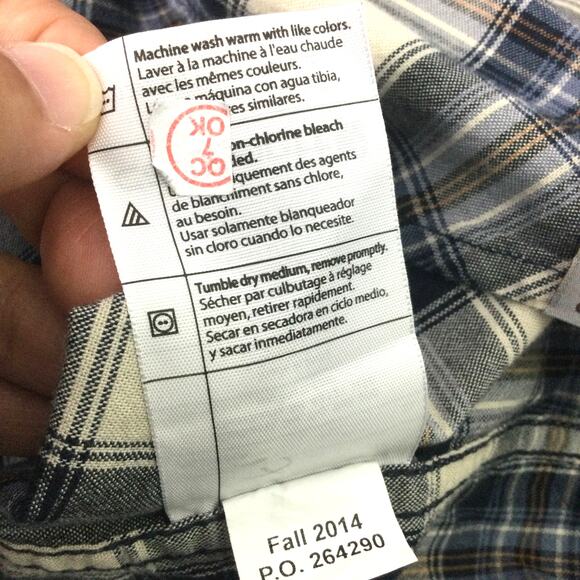 Machine wash warm with like colors.
Laver à la machine à l'eau chaude
avec les mêmes couleurs.
máquina con agua tibia,
similares.
QC
7
OK
non-chlorine bleach
des agents
de blanchiment sans chlore,
au besoin.
Usar solamente blanqueador
sin cloro cuando lo necesite.
Tumble dry medium, remove promptly.
Sécher par culbutage à réglage
moyen, retirer rapidement.
Secar en secadora en ciclo medio,
y sacar inmediatamente.
Fall 2014
P.O. 264290